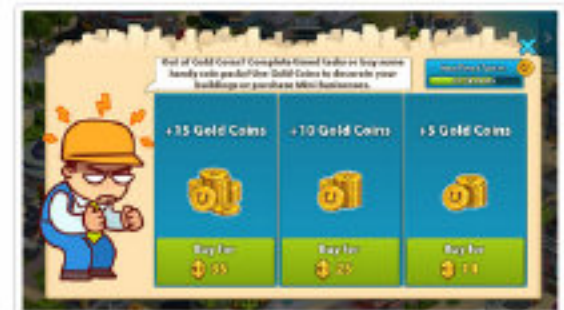 Out of Gold Coins? Complete timed tasks or buy some
handy coin packs! Use Gold Coins to decorate your
buildings or purchase Mini businesses.
+15 Gold Coins
+10 Gold Coins
+5 Gold Coins
Buy for
Buy for
25
Buy for